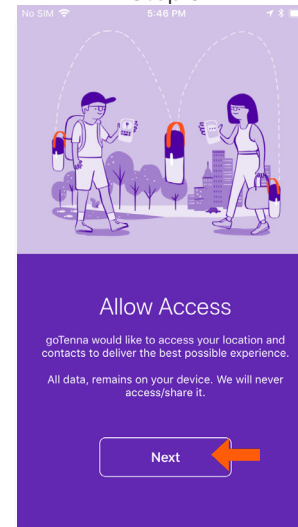 No SIM 5:46 PM
Allow Access
goTenna would like to access your location and
contacts to deliver the best possible experience.
All data, remains on your device. We will never
access/share it.
Next